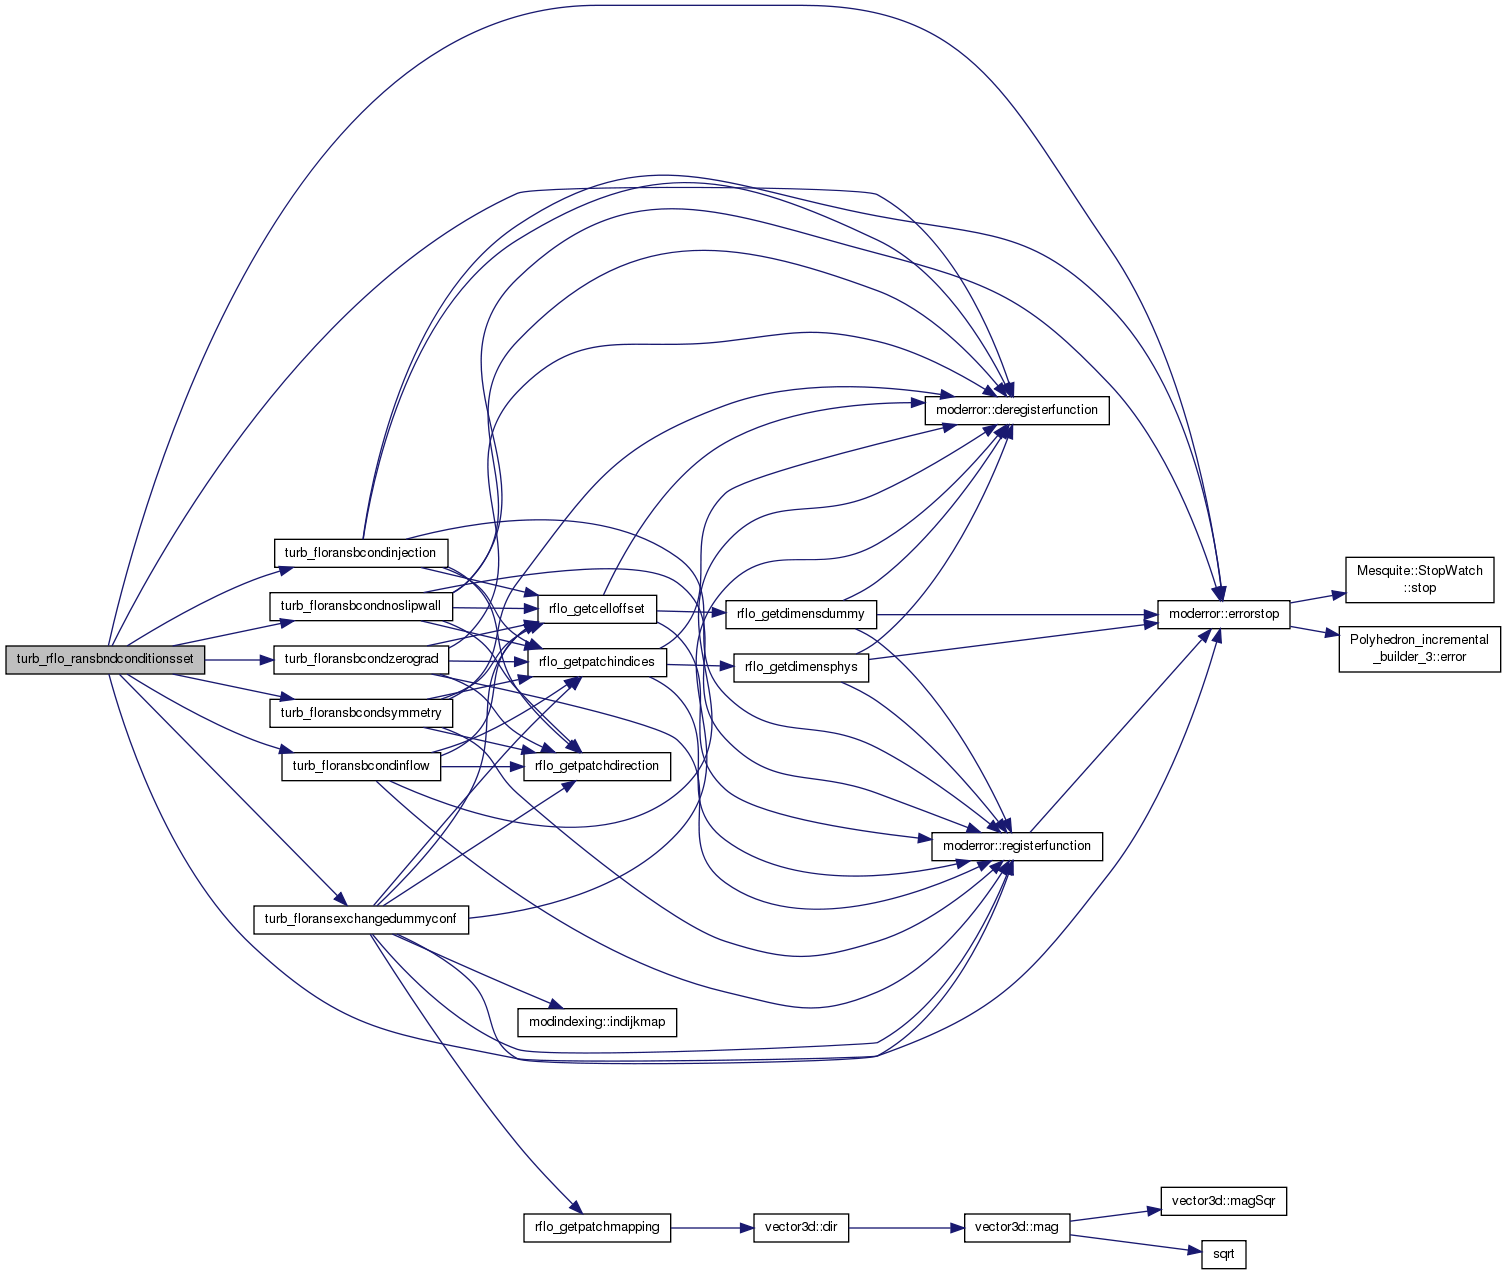 turb_rflo_ransbndconditionsset
turb_floransbcondinjection
turb_floransbcondnoslipwall
turb_floransbcondzerograd
turb_floransbcondsymmetry
turb_floransbcondinflow
turb_floransexchangedummyconf
rflo_getcelloffset
rflo_getpatchindices
rflo_getpatchdirection
modindexing::indijkmap
rflo_getpatchmapping
rflo_getdimensdummy
rflo_getdimensphys
vector3d::dir
moderror::deregisterfunction
moderror::registerfunction
vector3d::mag
moderror::errorstop
vector3d::magSqr
sqrt
Mesquite::StopWatch
::stop
Polyhedron_incremental
_builder_3::error